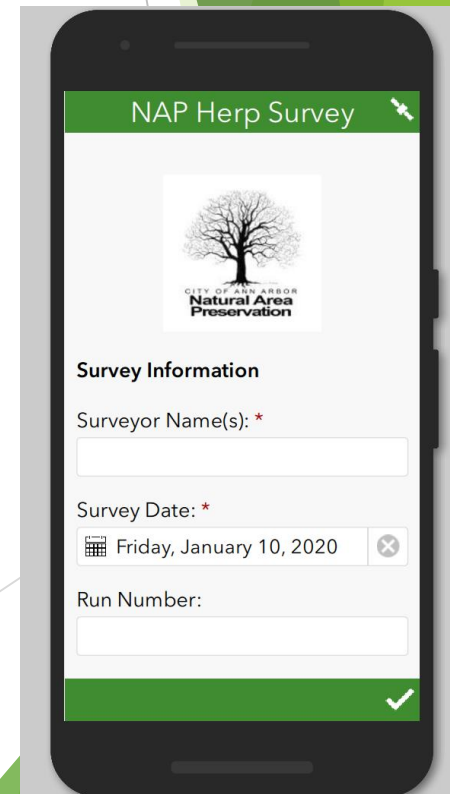 NAP Herp Survey
CITY OF ANN ARBOR
Natural Area
Preservation
Survey Information
Surveyor Name(s): *
Survey Date: *
Friday, January 10, 2020
Run Number: